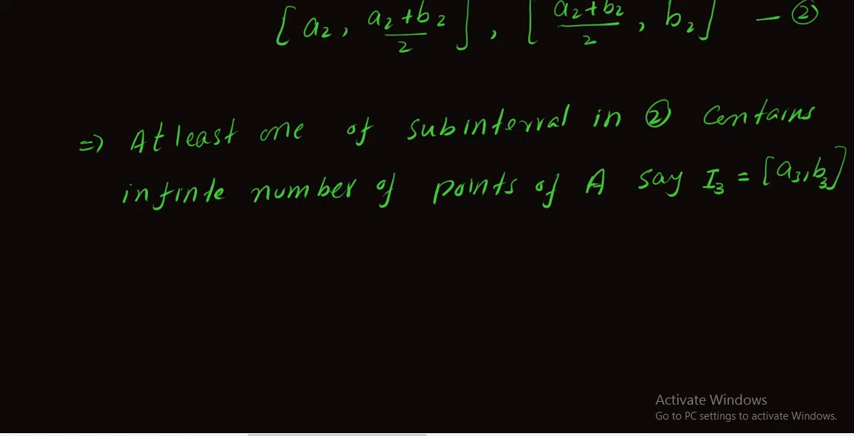 [a₂, (a₂+b₂)/2], [(a₂+b₂)/2, b₂] — ②
⇒ Atleast one of subinterval in ② contains
infinte number of points of A say I₃ = [a₃, b₃]
Activate Windows
Go to PC settings to activate Windows.